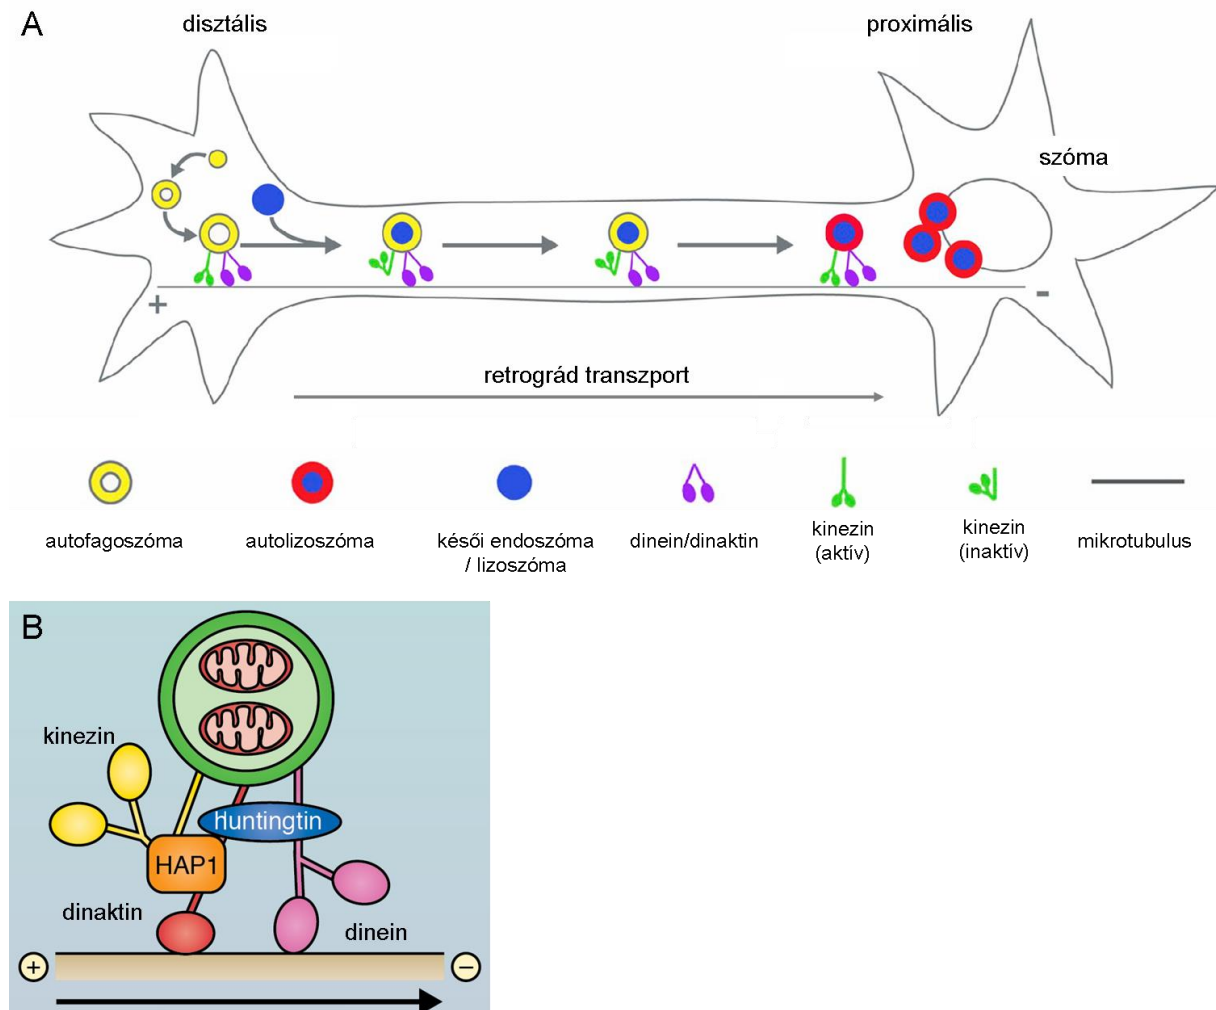 A
disztális
proximális
szóma
+
-
retrográd transzport
autofagoszóma
autolizoszóma
késői endoszóma
/ lizoszóma
dinein/dinaktin
kinezin
(aktív)
kinezin
(inaktív)
mikrotubulus
B
kinezin
huntingtin
HAP1
dinaktin
dinein
+
−